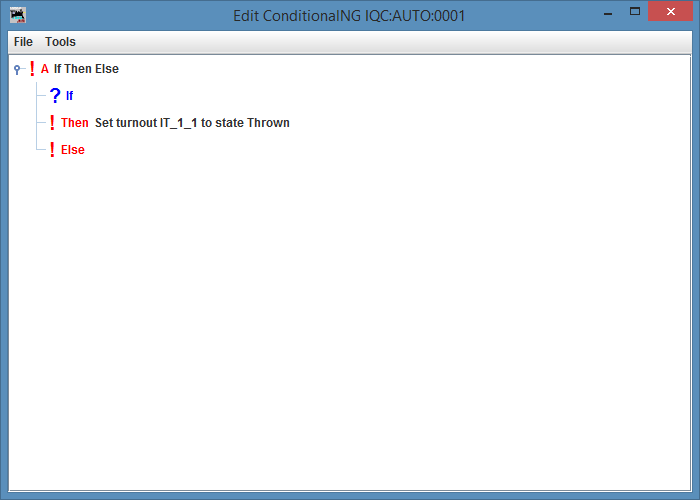 Edit ConditionalNG IQC:AUTO:0001
File Tools
! A If Then Else
? If
! Then Set turnout IT_1_1 to state Thrown
! Else